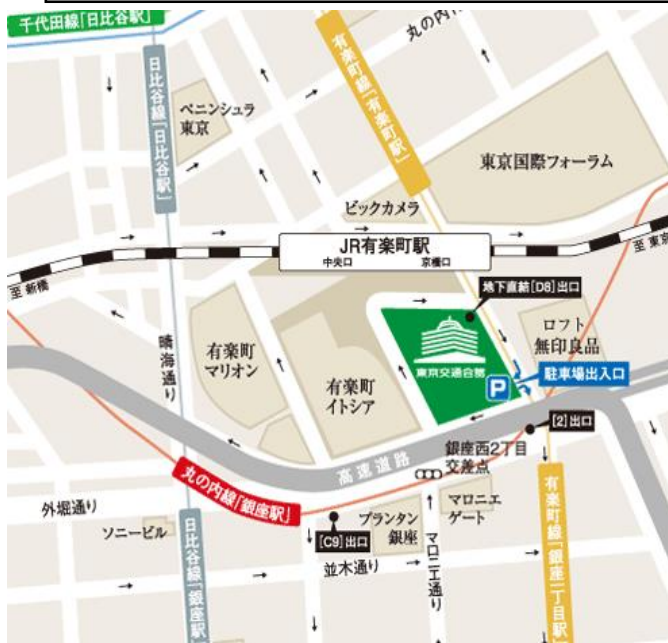 千代田線「日比谷駅」
丸の内
日比谷線「日比谷駅」
有楽町線「有楽町駅」
ペニンシュラ
東京
東京国際フォーラム
ビックカメラ
JR有楽町駅
中央口
京橋口
至 東京
至 新橋
地下直結[D8]出口
晴海通り
有楽町
マリオン
有楽町
イトシア
東京交通会館
ロフト
無印良品
P
駐車場出入口
[2]出口
高速道路
銀座西2丁目
交差点
丸の内線「銀座駅」
外堀通り
ソニービル
日比谷線「銀座駅」
[C9]出口
プランタン
銀座
マロニエ
ゲート
並木通り
マロニエ通り
有楽町線「銀座一丁目駅」